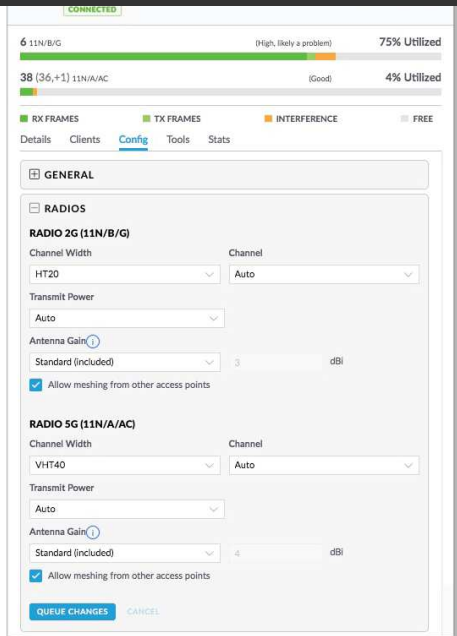 CONNECTED
6 11N/B/G (High, likely a problem) 75% Utilized
38 (36,+1) 11N/A/AC (Good) 4% Utilized
RX FRAMES TX FRAMES INTERFERENCE FREE
Details Clients Config Tools Stats
GENERAL
RADIOS
RADIO 2G (11N/B/G)
Channel Width Channel
HT20 Auto
Transmit Power
Auto
Antenna Gain
Standard (included) 3 dBi
Allow meshing from other access points
RADIO 5G (11N/A/AC)
Channel Width Channel
VHT40 Auto
Transmit Power
Auto
Antenna Gain
Standard (included) 4 dBi
Allow meshing from other access points
QUEUE CHANGES CANCEL